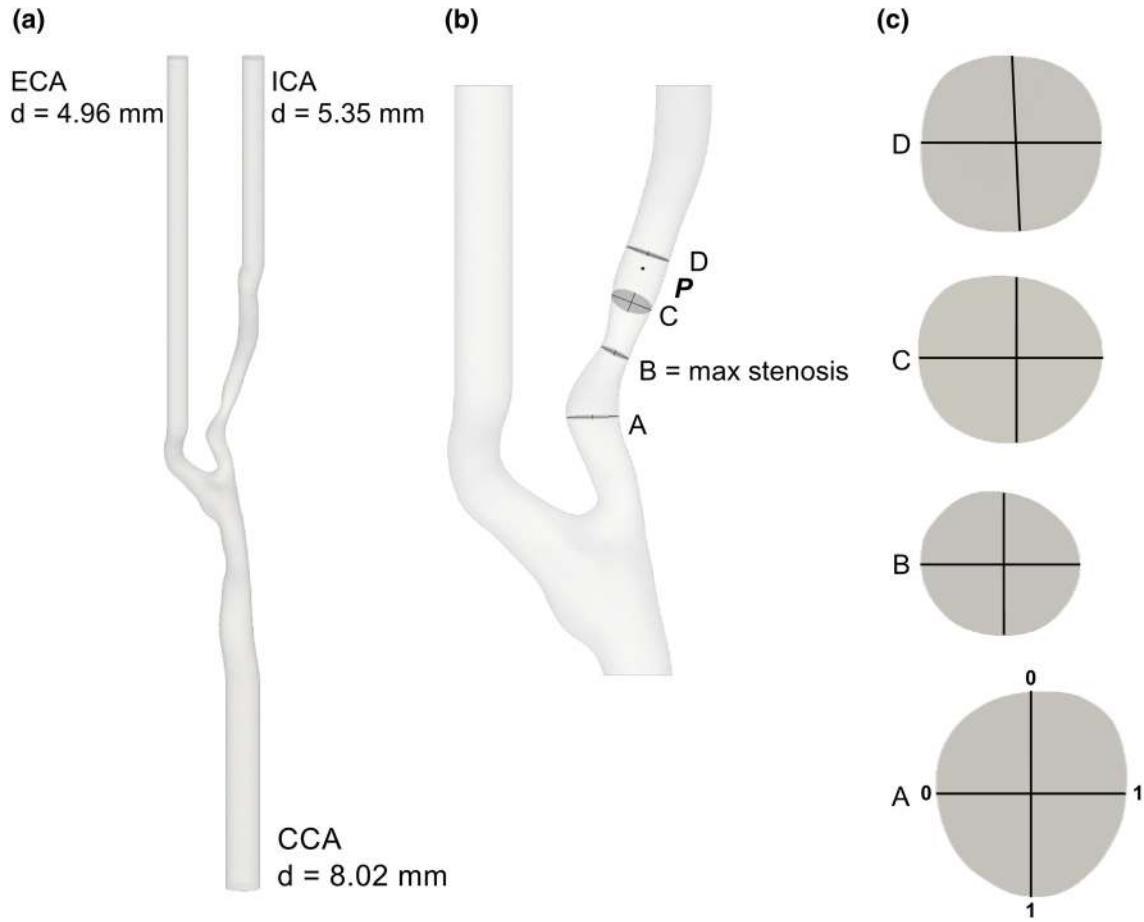 (a)
ECA
d = 4.96 mm
ICA
d = 5.35 mm
CCA
d = 8.02 mm
(b)
D
P
C
B = max stenosis
A
(c)
D
C
B
0
A 0 1
1